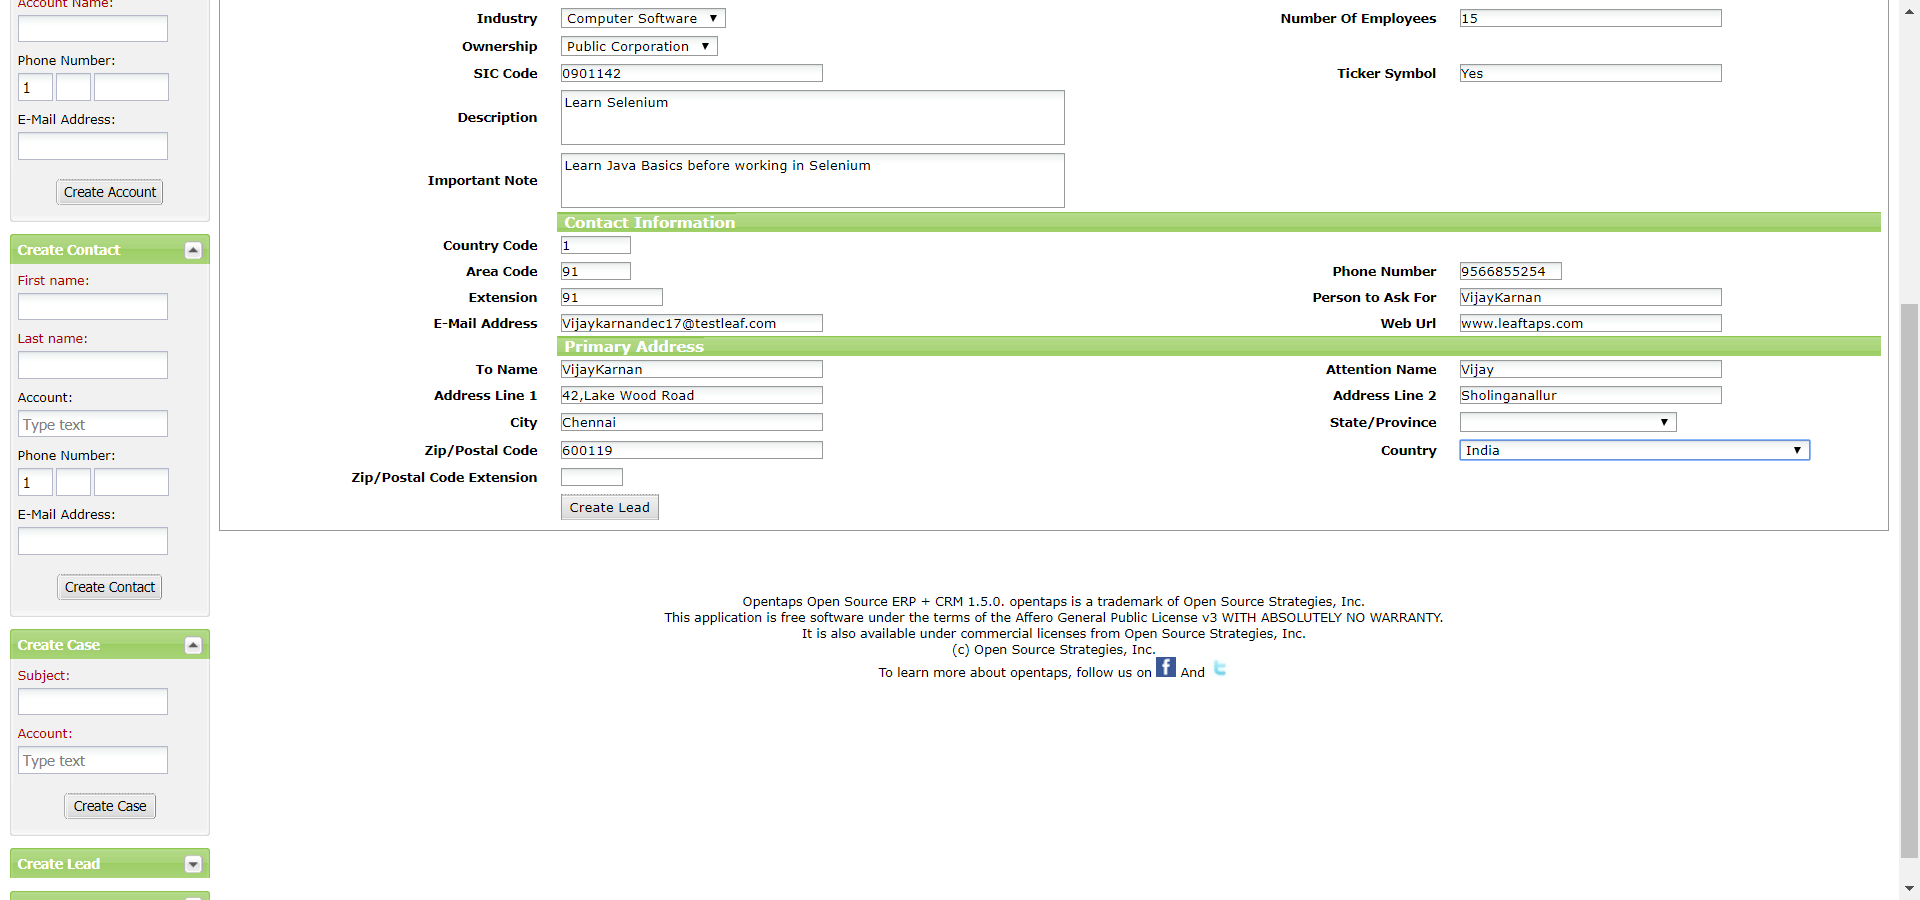 Account Name:
Phone Number:
1
E-Mail Address:
Create Account
Create Contact
First name:
Last name:
Account:
Type text
Phone Number:
1
E-Mail Address:
Create Contact
Create Case
Subject:
Account:
Type text
Create Case
Create Lead
Industry Computer Software Number Of Employees 15
Ownership Public Corporation
SIC Code 0901142 Ticker Symbol Yes
Description Learn Selenium
Important Note Learn Java Basics before working in Selenium
Contact Information
Country Code 1
Area Code 91 Phone Number 9566855254
Extension 91 Person to Ask For VijayKarnan
E-Mail Address Vijaykarnandec17@testleaf.com Web Url www.leaftaps.com
Primary Address
To Name VijayKarnan Attention Name Vijay
Address Line 1 42,Lake Wood Road Address Line 2 Sholinganallur
City Chennai State/Province
Zip/Postal Code 600119 Country India
Zip/Postal Code Extension
Create Lead
Opentaps Open Source ERP + CRM 1.5.0. opentaps is a trademark of Open Source Strategies, Inc.
This application is free software under the terms of the Affero General Public License v3 WITH ABSOLUTELY NO WARRANTY.
It is also available under commercial licenses from Open Source Strategies, Inc.
(c) Open Source Strategies, Inc.
To learn more about opentaps, follow us on f And t